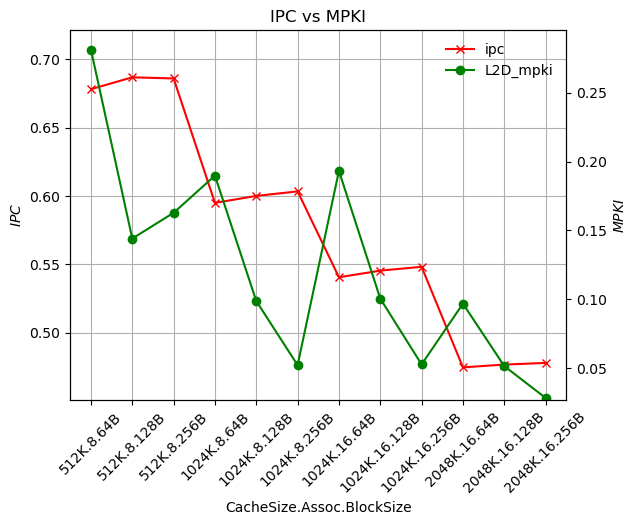 IPC vs MPKI
ipc
L2D_mpki
0.70
0.65
0.60
0.55
0.50
IPC
0.25
0.20
0.15
0.10
0.05
MPKI
512K.8.64B
512K.8.128B
512K.8.256B
1024K.8.64B
1024K.8.128B
1024K.8.256B
1024K.16.64B
1024K.16.128B
1024K.16.256B
2048K.16.64B
2048K.16.128B
2048K.16.256B
CacheSize.Assoc.BlockSize